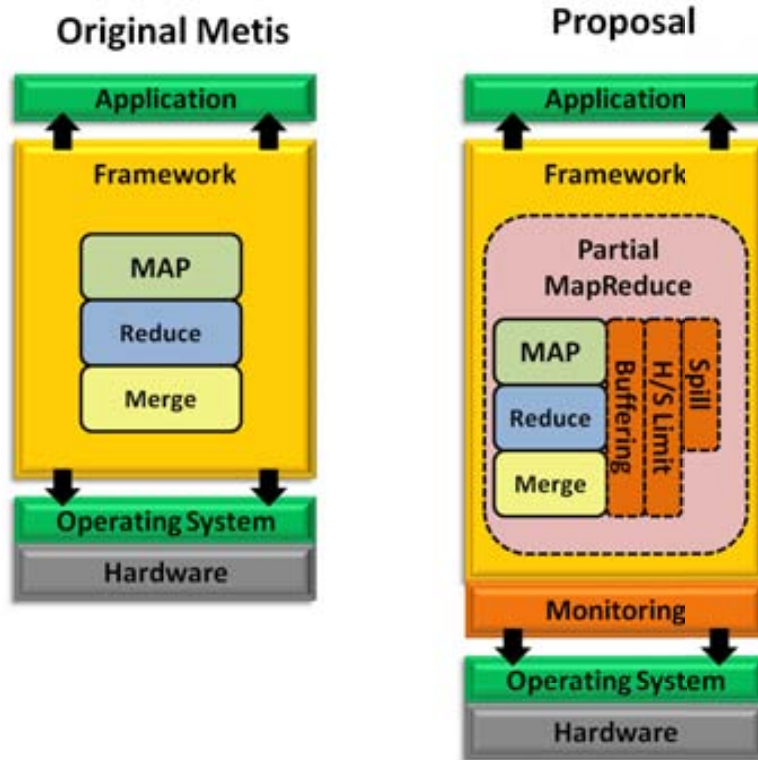 Original Metis
Application
Framework
MAP
Reduce
Merge
Operating System
Hardware
Proposal
Application
Framework
Partial
MapReduce
MAP
Reduce
Merge
Buffering
H/S Limit
Spill
Monitoring
Operating System
Hardware